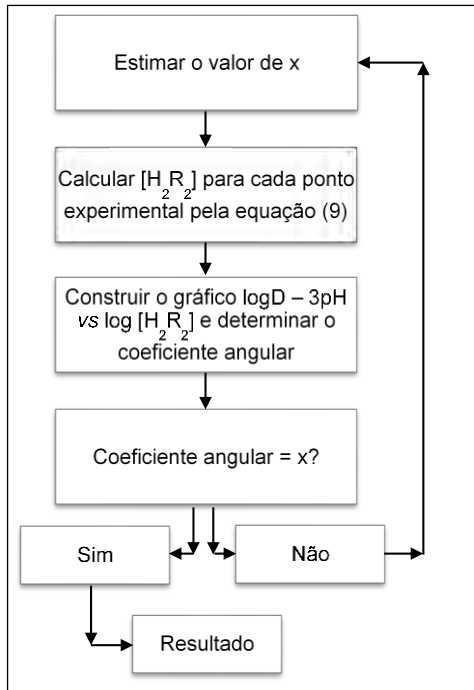 Estimar o valor de x
Calcular [H₂R₂] para cada ponto
experimental pela equação (9)
Construir o gráfico logD – 3pH
vs log [H₂R₂] e determinar o
coeficiente angular
Coeficiente angular = x?
Sim
Não
Resultado